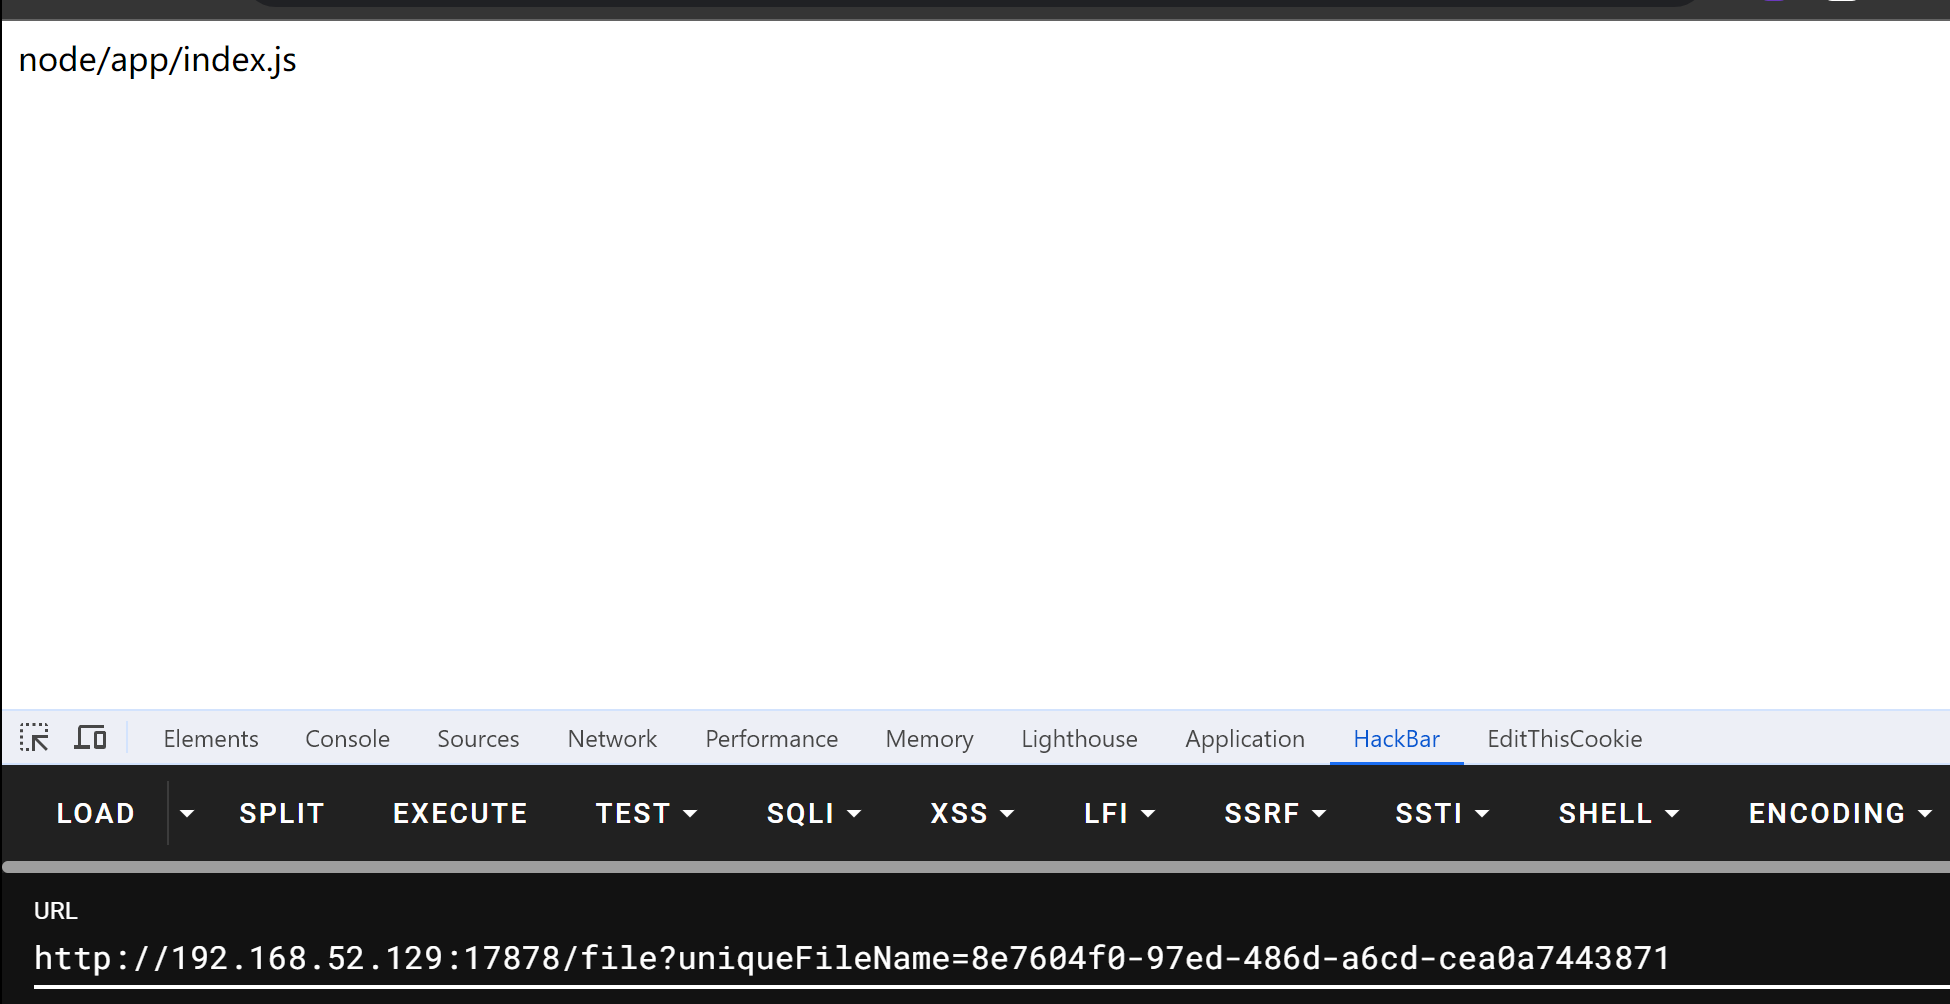 node/app/index.js
Elements Console Sources Network Performance Memory Lighthouse Application HackBar EditThisCookie
LOAD SPLIT EXECUTE TEST SQLI XSS LFI SSRF SSTI SHELL ENCODING
URL
http://192.168.52.129:17878/file?uniqueFileName=8e7604f0-97ed-486d-a6cd-cea0a7443871